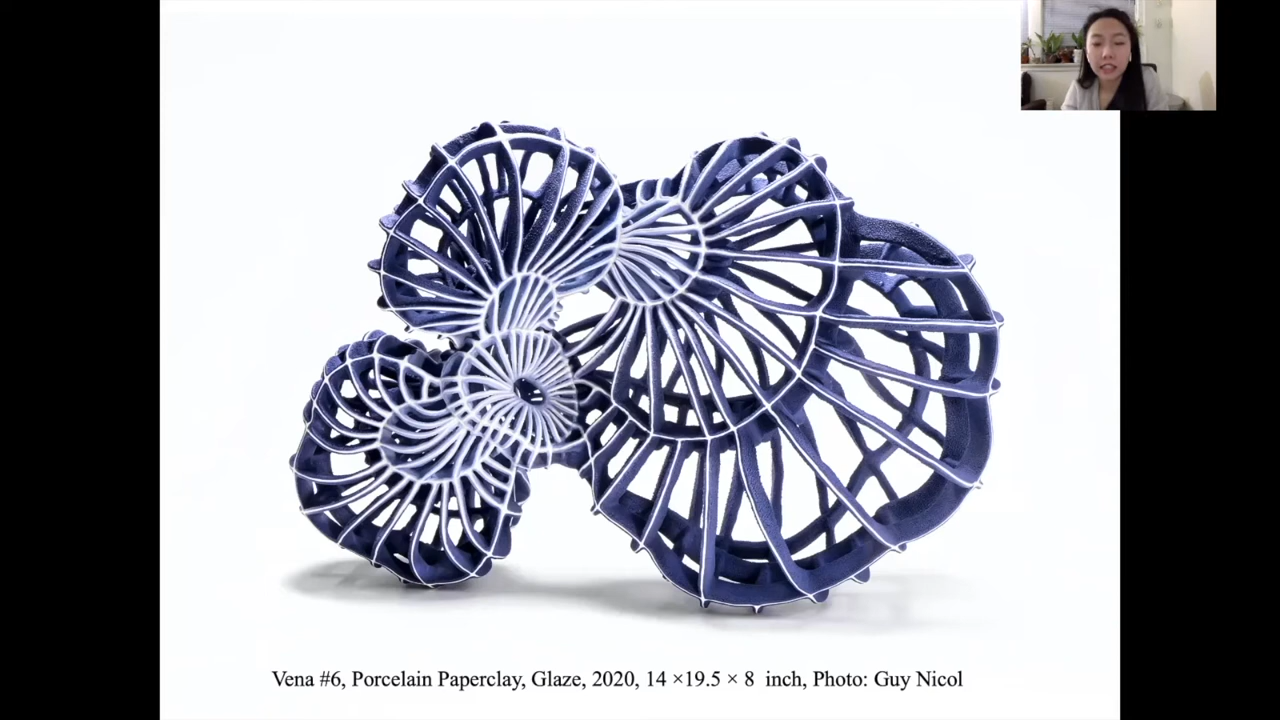 Vena #6, Porcelain Paperclay, Glaze, 2020, 14 ×19.5 × 8 inch, Photo: Guy Nicol